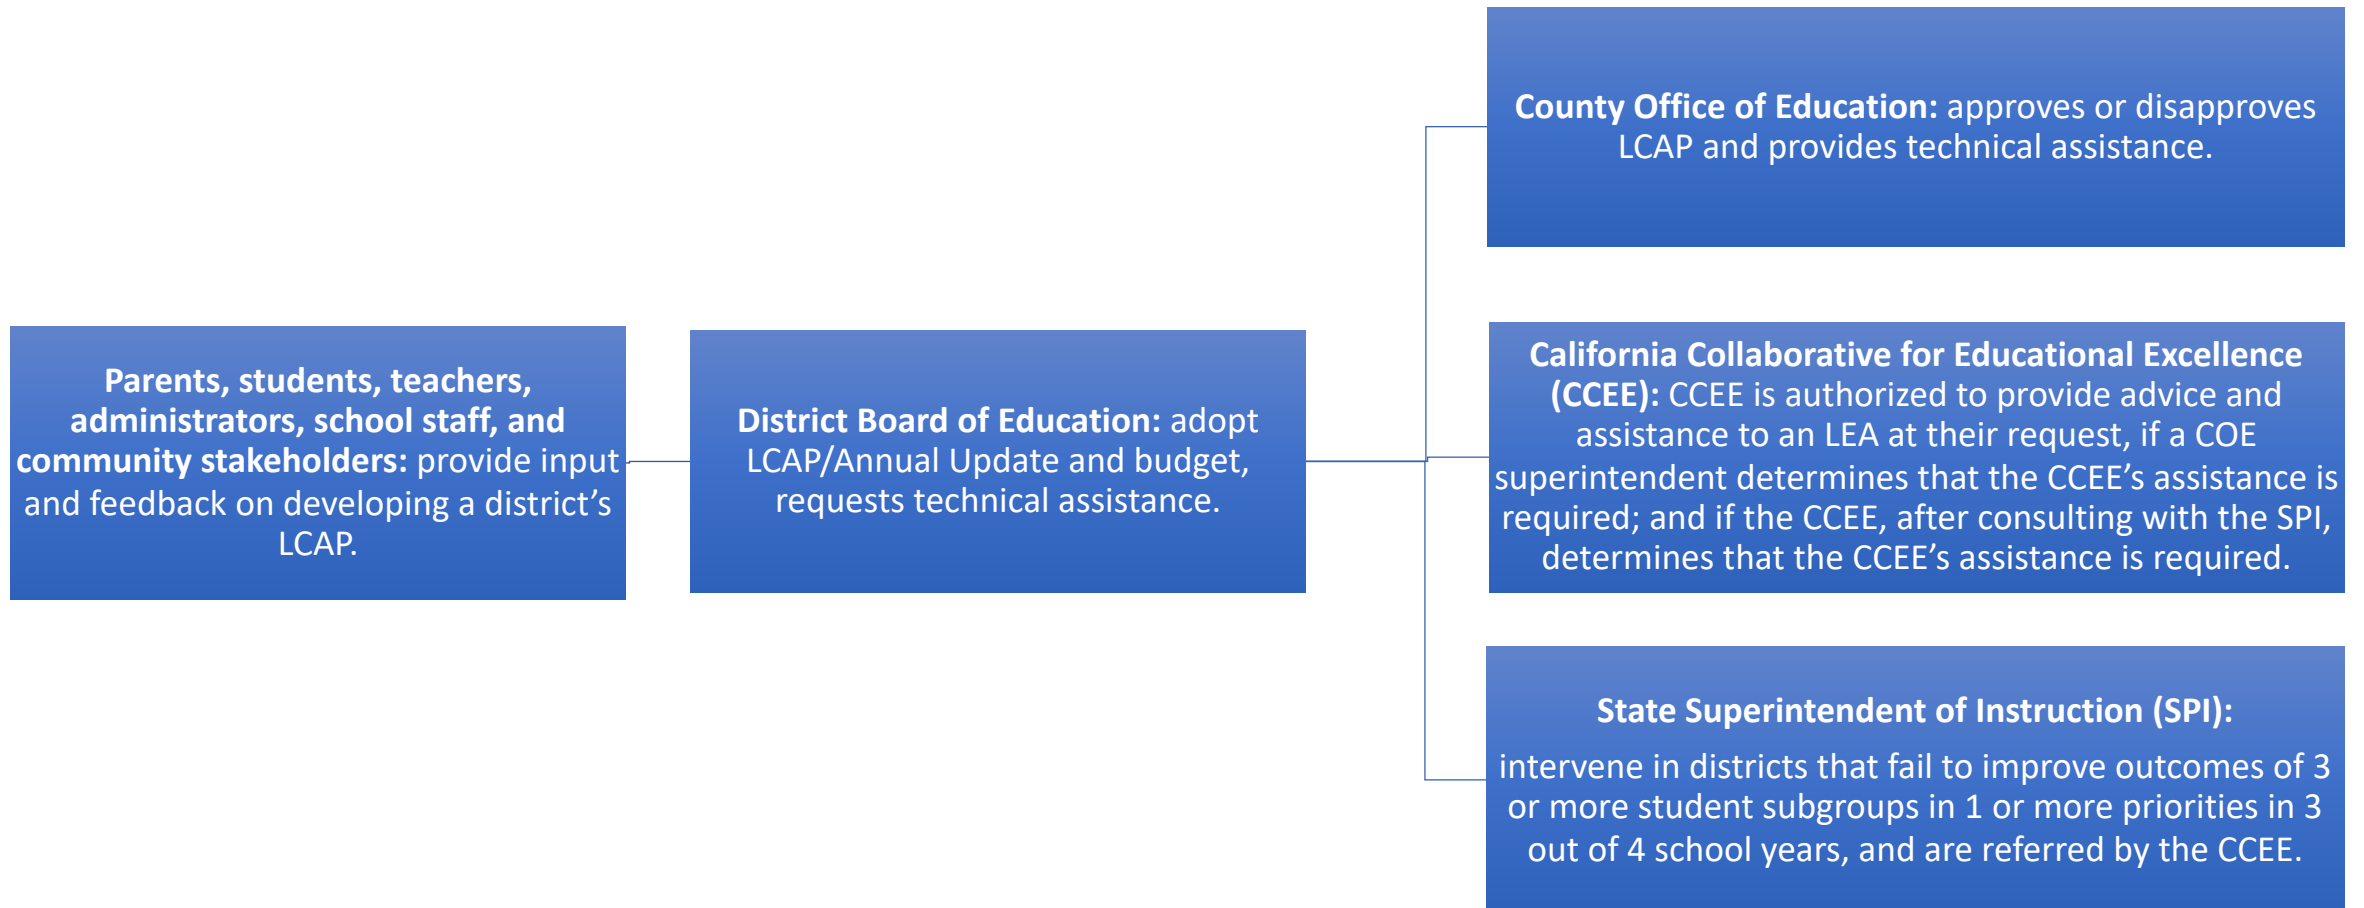 Parents, students, teachers,
administrators, school staff, and
community stakeholders: provide input
and feedback on developing a district’s
LCAP.
District Board of Education: adopt
LCAP/Annual Update and budget,
requests technical assistance.
County Office of Education: approves or disapproves
LCAP and provides technical assistance.
California Collaborative for Educational Excellence
(CCEE): CCEE is authorized to provide advice and
assistance to an LEA at their request, if a COE
superintendent determines that the CCEE’s assistance is
required; and if the CCEE, after consulting with the SPI,
determines that the CCEE’s assistance is required.
State Superintendent of Instruction (SPI):
intervene in districts that fail to improve outcomes of 3
or more student subgroups in 1 or more priorities in 3
out of 4 school years, and are referred by the CCEE.